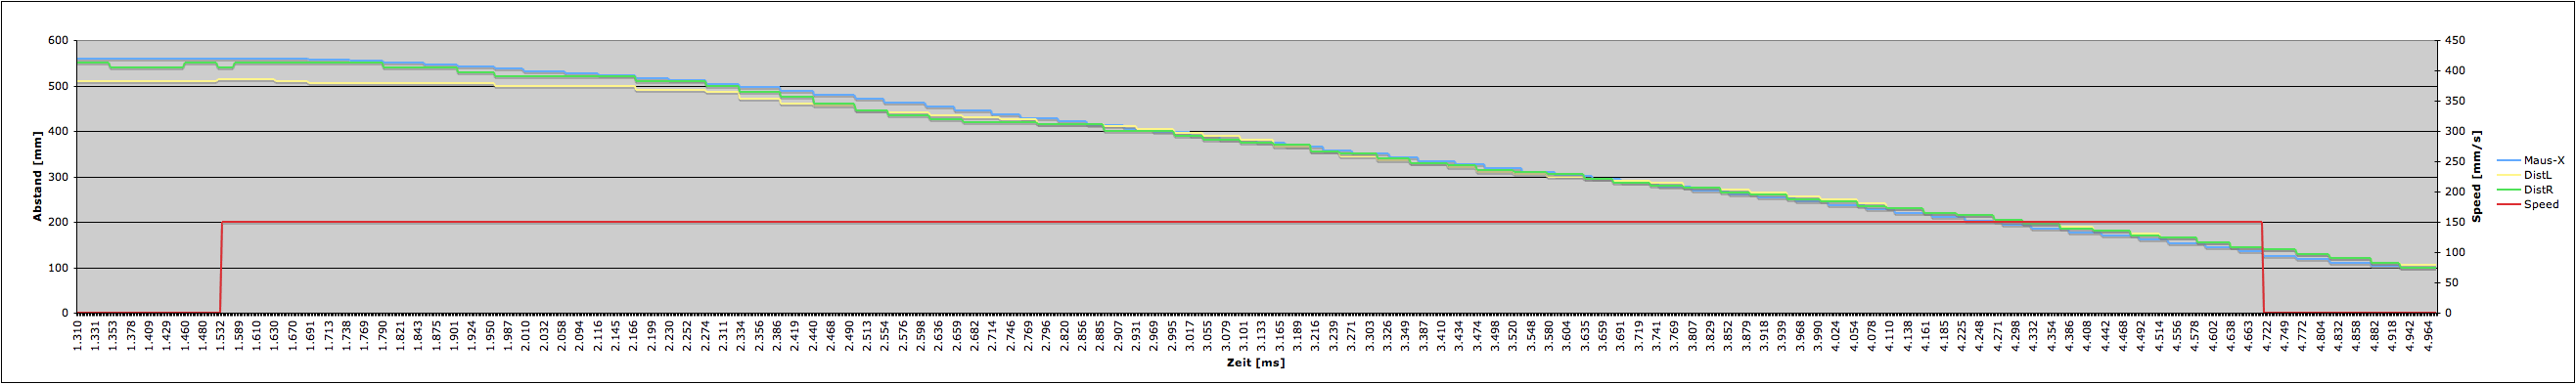 600
500
400
300
200
100
0
Abstand [mm]
450
400
350
300
250
200
150
100
50
0
Speed [mm/s]
Maus-X
DistL
DistR
Speed
1.310 1.331 1.353 1.378 1.409 1.429 1.460 1.480 1.532 1.589 1.610 1.630 1.670 1.691 1.713 1.738 1.769 1.790 1.821 1.843 1.875 1.901 1.924 1.950 1.987 2.010 2.032 2.058 2.094 2.116 2.145 2.166 2.199 2.230 2.252 2.274 2.311 2.334 2.356 2.386 2.419 2.440 2.468 2.490 2.513 2.554 2.576 2.598 2.636 2.659 2.682 2.714 2.746 2.769 2.796 2.820 2.856 2.885 2.907 2.931 2.969 2.995 3.017 3.055 3.079 3.101 3.133 3.165 3.189 3.216 3.239 3.271 3.303 3.326 3.349 3.387 3.410 3.434 3.474 3.498 3.520 3.548 3.580 3.604 3.635 3.659 3.691 3.719 3.741 3.769 3.807 3.829 3.852 3.879 3.918 3.939 3.968 3.990 4.024 4.054 4.078 4.110 4.138 4.161 4.185 4.225 4.248 4.271 4.298 4.332 4.354 4.386 4.408 4.442 4.468 4.492 4.514 4.556 4.578 4.602 4.638 4.663 4.722 4.749 4.772 4.804 4.832 4.858 4.882 4.918 4.942 4.964
Zeit [ms]